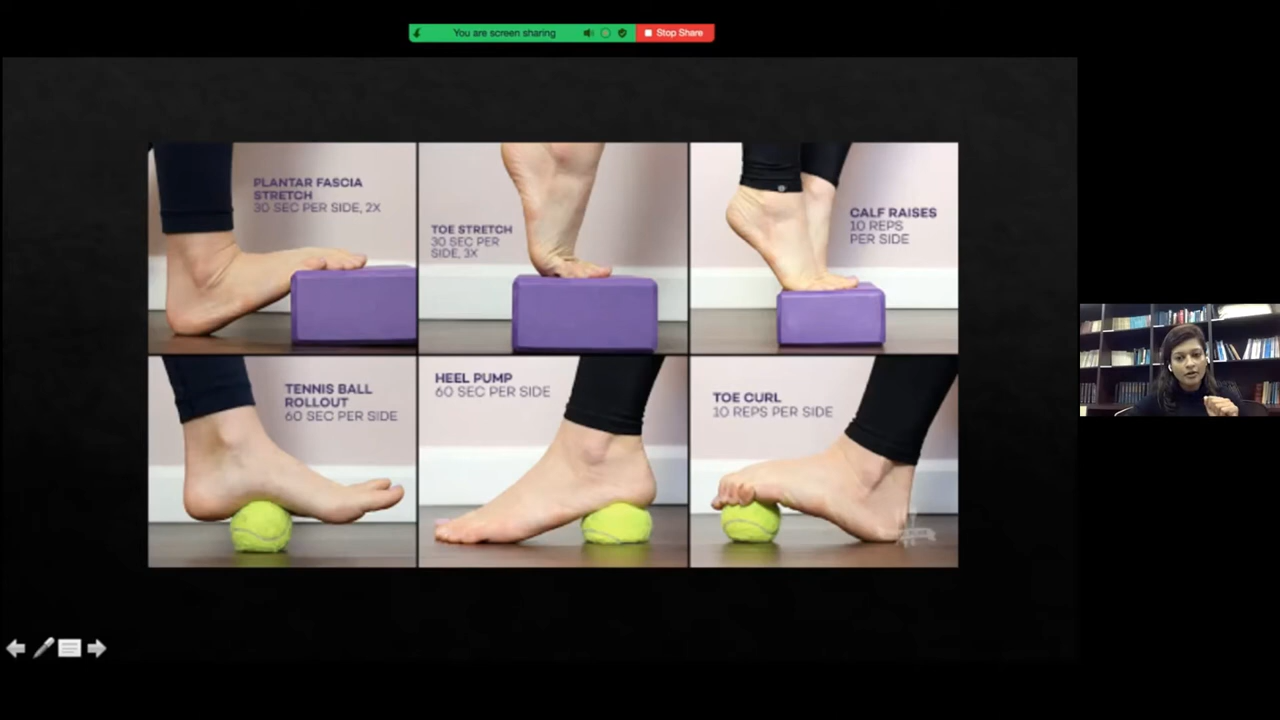 You are screen sharing
Stop Share
PLANTAR FASCIA
STRETCH
30 SEC PER SIDE, 2X
TOE STRETCH
30 SEC PER
SIDE, 3X
CALF RAISES
10 REPS
PER SIDE
TENNIS BALL
ROLLOUT
60 SEC PER SIDE
HEEL PUMP
60 SEC PER SIDE
TOE CURL
10 REPS PER SIDE